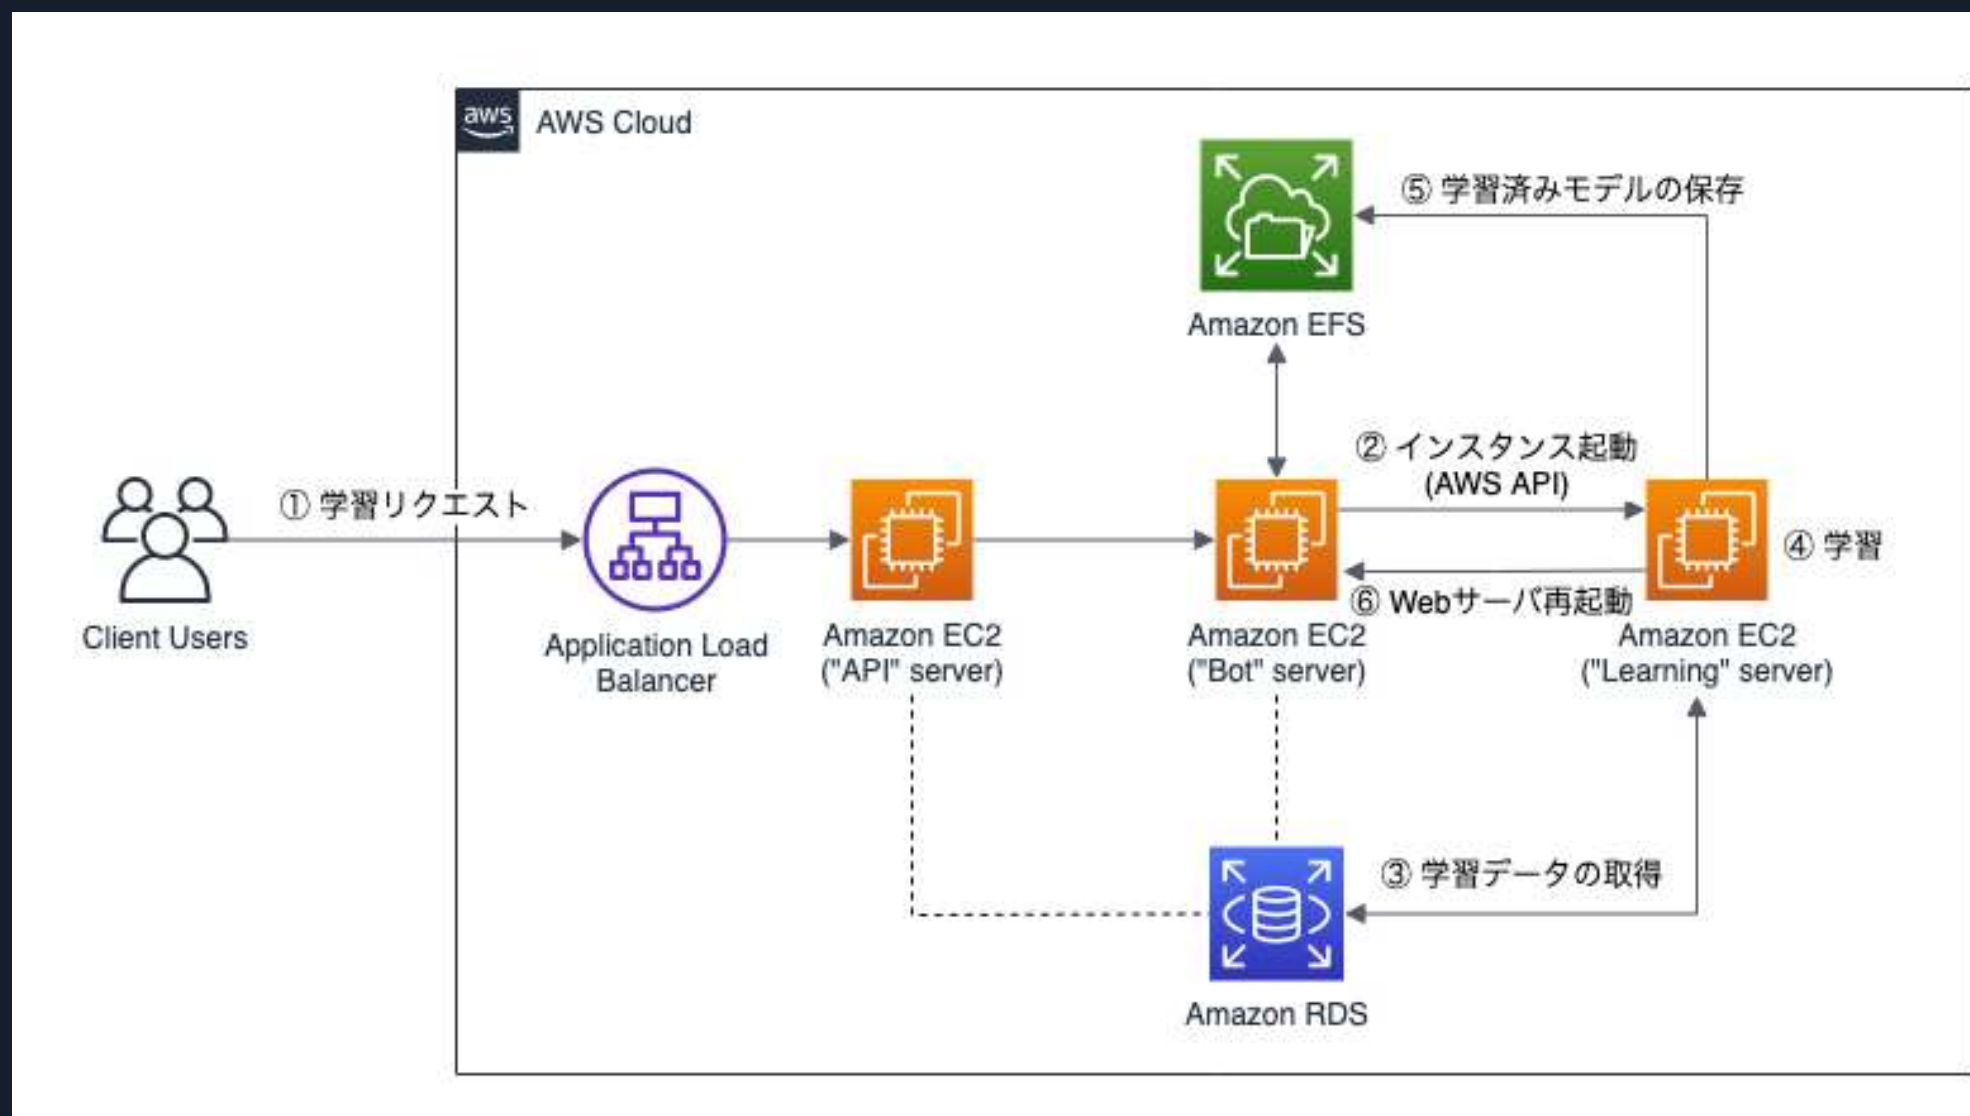 aws
AWS Cloud
⑤ 学習済みモデルの保存
Amazon EFS
② インスタンス起動
(AWS API)
① 学習リクエスト
④ 学習
⑥ Webサーバ再起動
Client Users
Application Load
Balancer
Amazon EC2
("API" server)
Amazon EC2
("Bot" server)
Amazon EC2
("Learning" server)
③ 学習データの取得
Amazon RDS